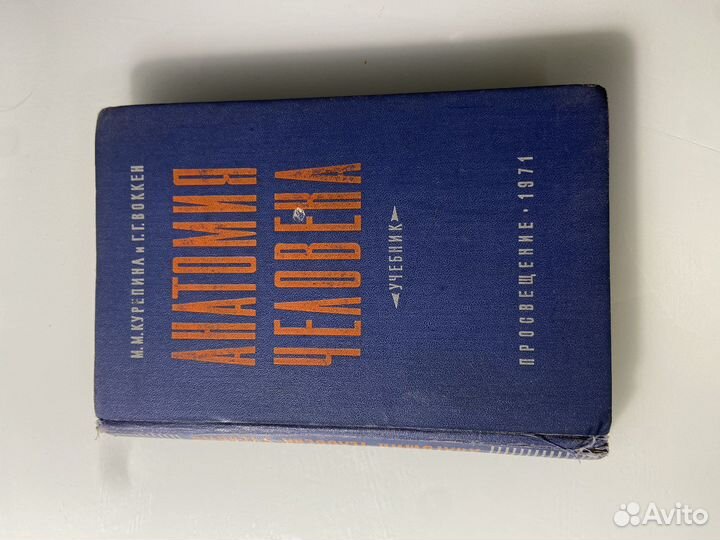 М. М. КУРЕПИНА и Г. Г. ВОККЕН
АНАТОМИЯ
ЧЕЛОВЕКА
УЧЕБНИК
ПРОСВЕЩЕНИЕ · 1971
Avito